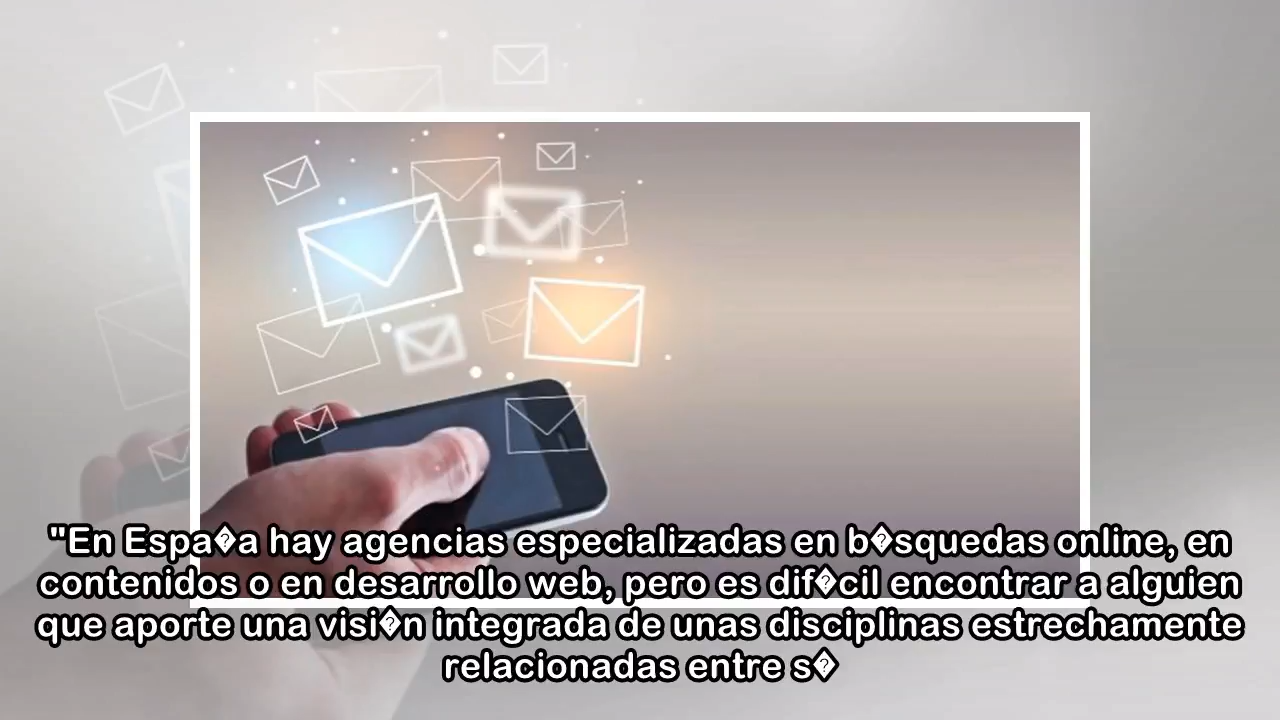 "En Espa�a hay agencias especializadas en b�squedas online, en
contenidos o en desarrollo web, pero es dif�cil encontrar a alguien
que aporte una visi�n integrada de unas disciplinas estrechamente
relacionadas entre s�